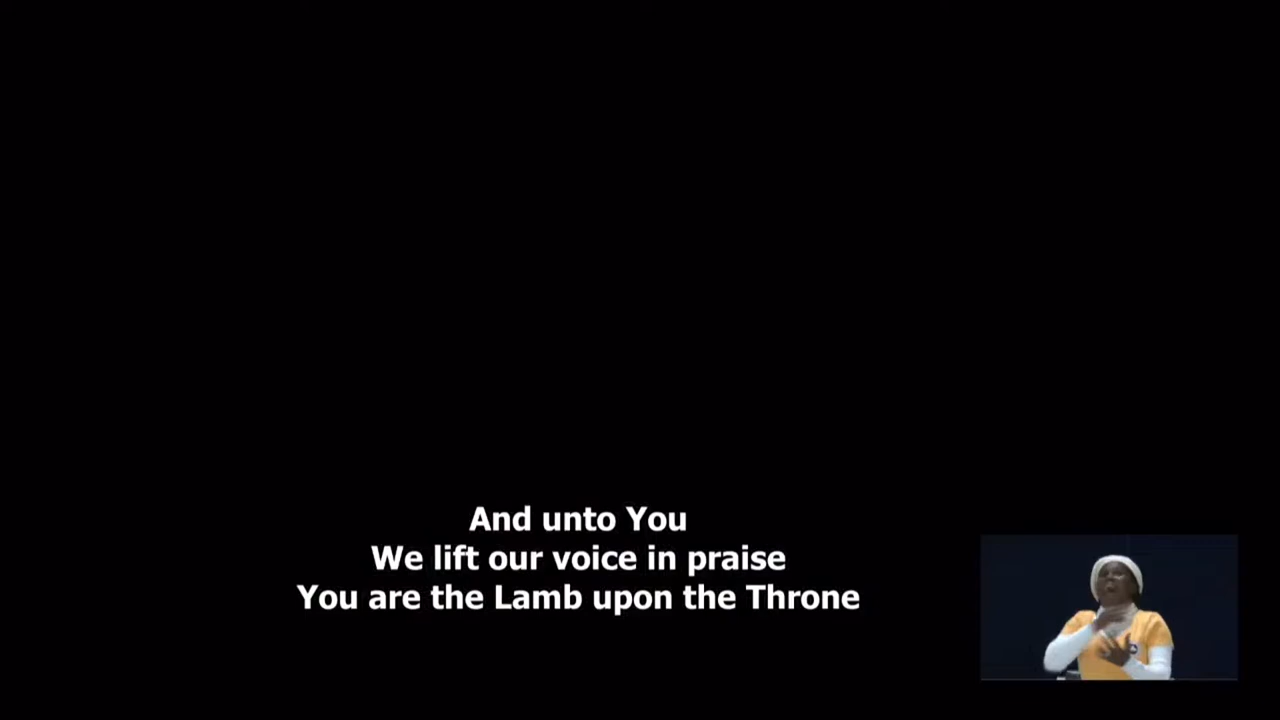 And unto You
We lift our voice in praise
You are the Lamb upon the Throne